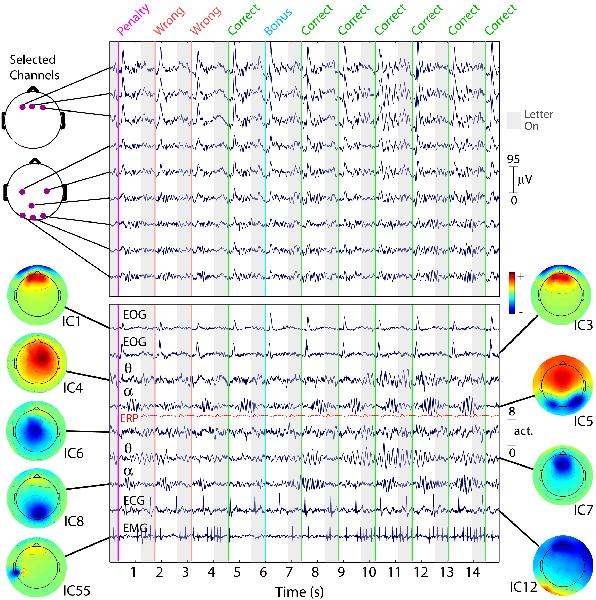 Penalty Wrong Wrong Correct Bonus Correct Correct Correct Correct Correct Correct
Selected
Channels
Letter
On
95
μV
0
+
-
EOG
IC1
IC3
EOG
θ
IC4
α
IC5
ERP
8
act.
0
IC6
θ
IC7
α
IC8
ECG
EMG
IC55
IC12
1 2 3 4 5 6 7 8 9 10 11 12 13 14
Time (s)